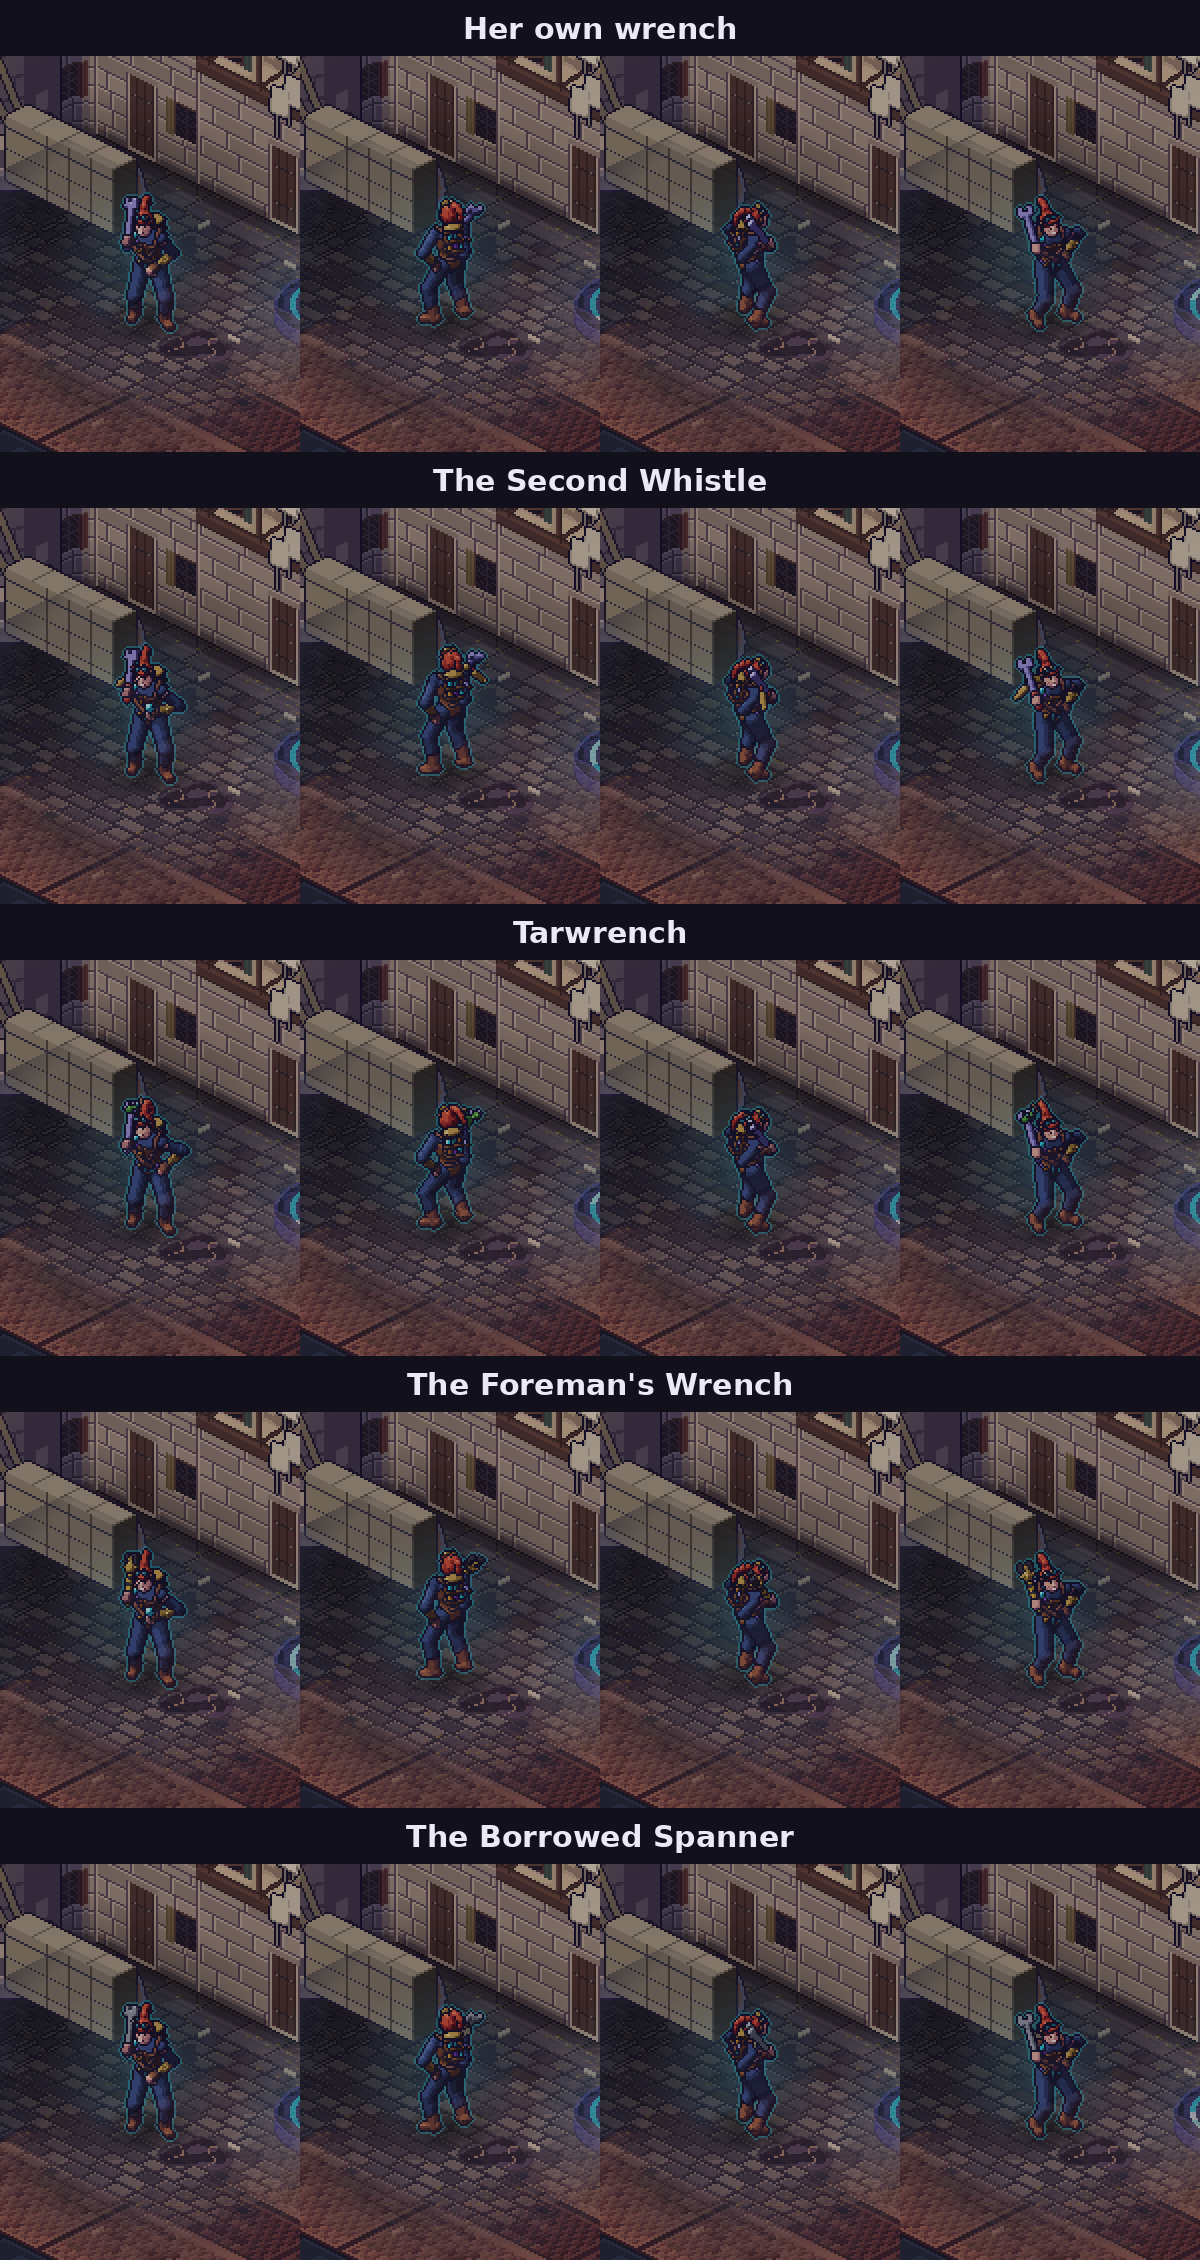 Her own wrench
The Second Whistle
Tarwrench
The Foreman's Wrench
The Borrowed Spanner